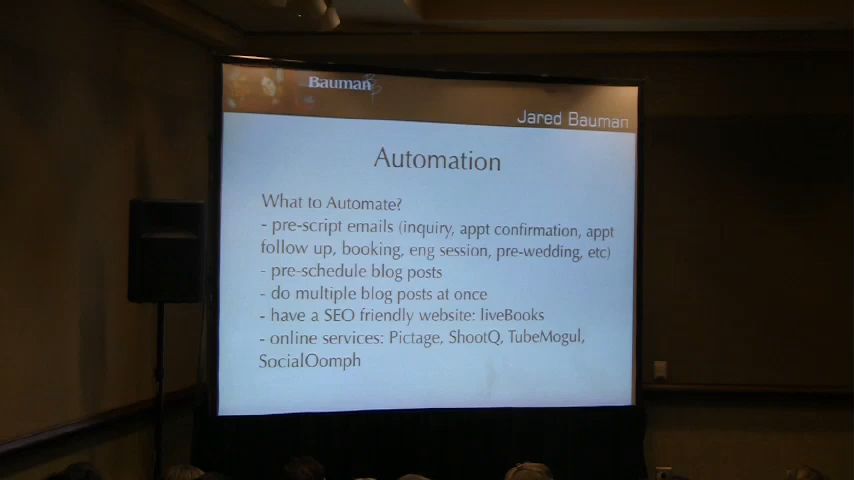 Bauman
Jared Bauman
Automation
What to Automate?
- pre-script emails (inquiry, appt confirmation, appt
follow up, booking, eng session, pre-wedding, etc)
- pre-schedule blog posts
- do multiple blog posts at once
- have a SEO friendly website: liveBooks
- online services: Pictage, ShootQ, TubeMogul,
SocialOomph